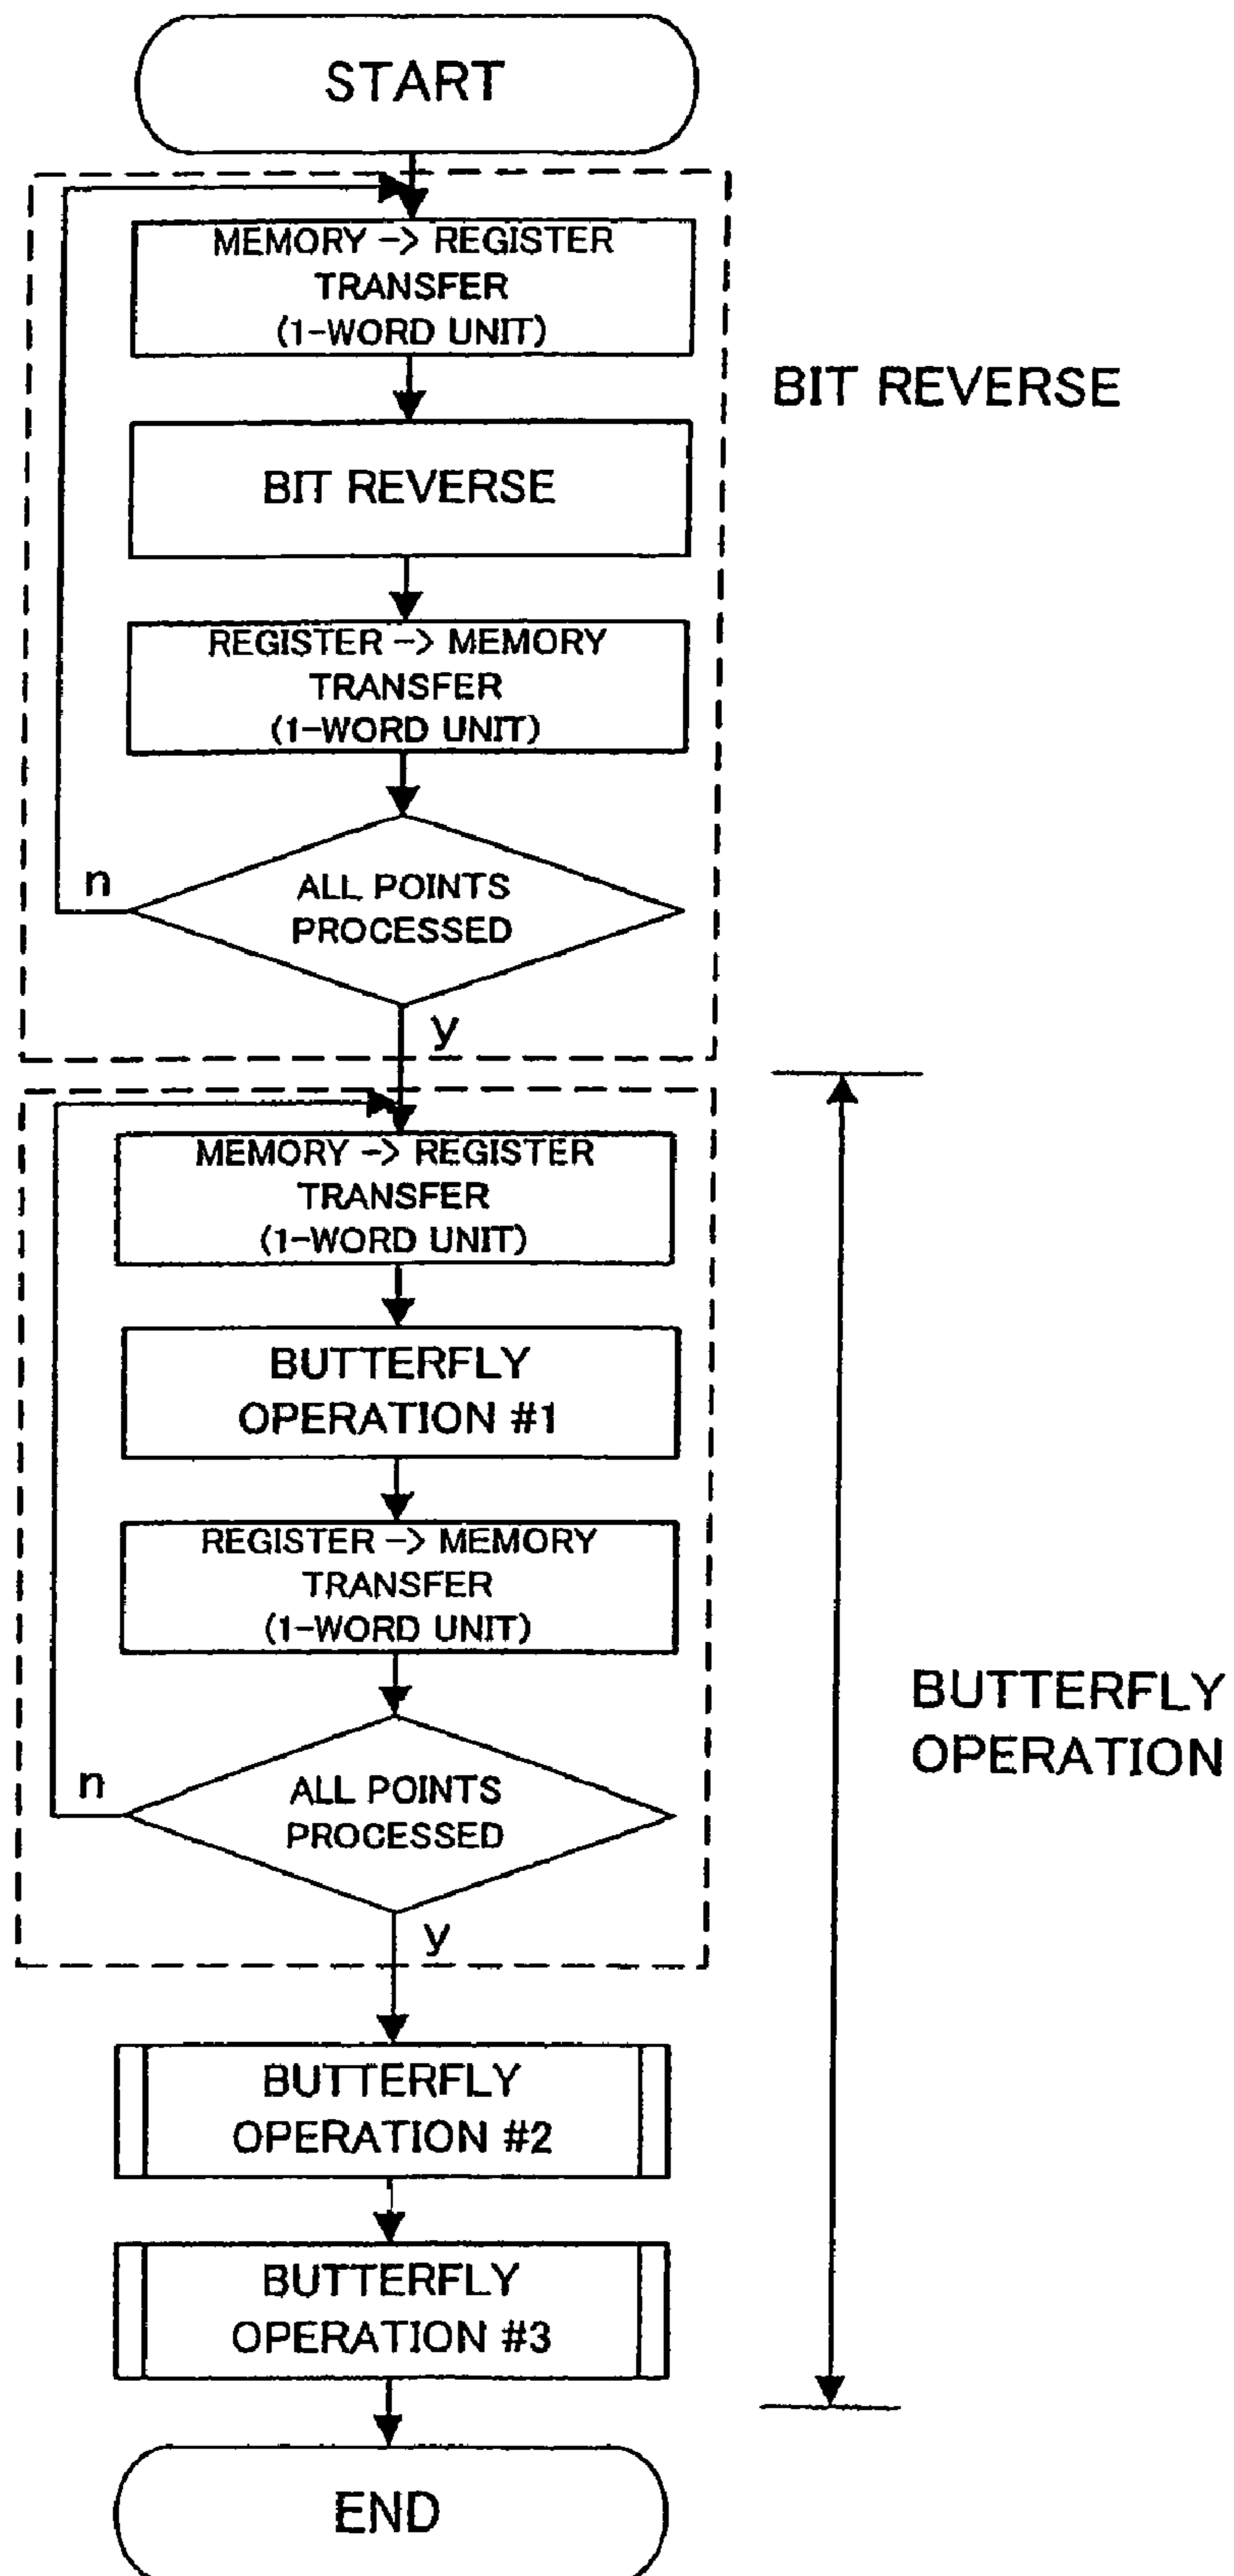 START
MEMORY -> REGISTER
TRANSFER
(1-WORD UNIT)
BIT REVERSE
BIT REVERSE
REGISTER -> MEMORY
TRANSFER
(1-WORD UNIT)
n
ALL POINTS
PROCESSED
y
MEMORY -> REGISTER
TRANSFER
(1-WORD UNIT)
BUTTERFLY
OPERATION #1
REGISTER -> MEMORY
TRANSFER
(1-WORD UNIT)
BUTTERFLY
OPERATION
n
ALL POINTS
PROCESSED
y
BUTTERFLY
OPERATION #2
BUTTERFLY
OPERATION #3
END